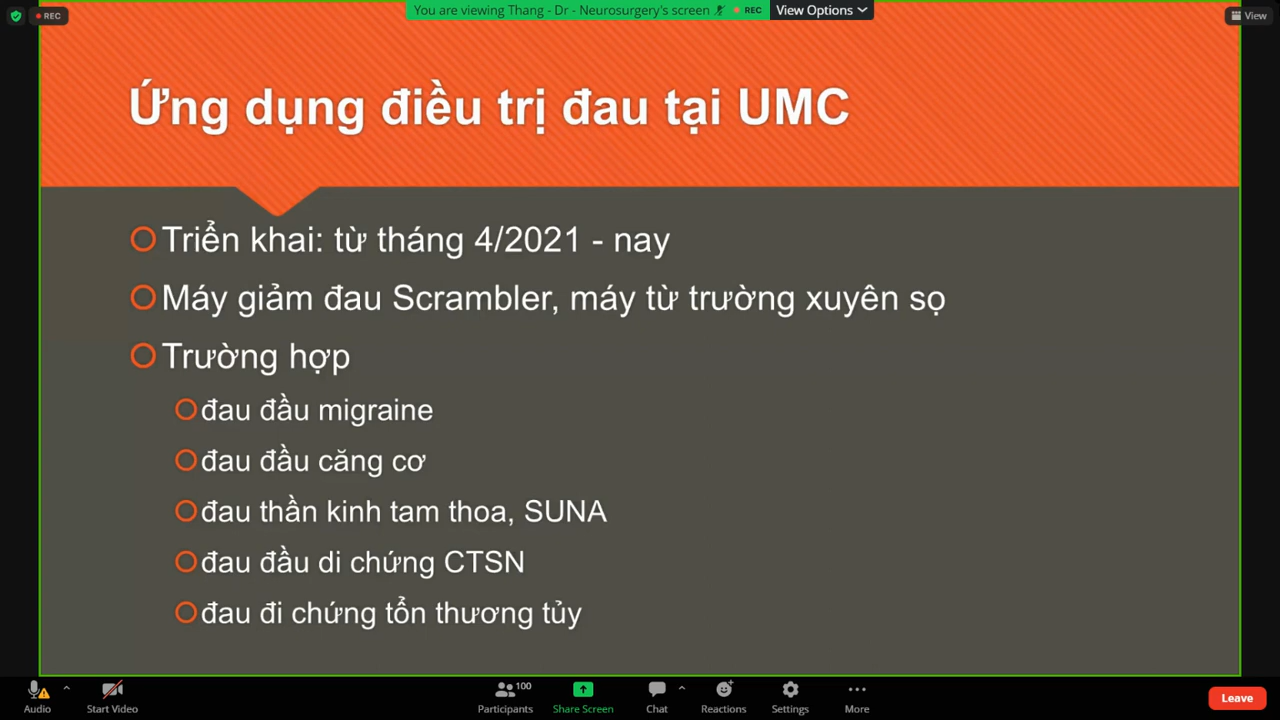 You are viewing Thang - Dr - Neurosurgery's screen REC View Options
REC
View
Ứng dụng điều trị đau tại UMC
Triển khai: từ tháng 4/2021 - nay
Máy giảm đau Scrambler, máy từ trường xuyên sọ
Trường hợp
đau đầu migraine
đau đầu căng cơ
đau thần kinh tam thoa, SUNA
đau đầu di chứng CTSN
đau đi chứng tổn thương tủy
Audio
Start Video
Participants 100
Share Screen
Chat
Reactions
Settings
More
Leave